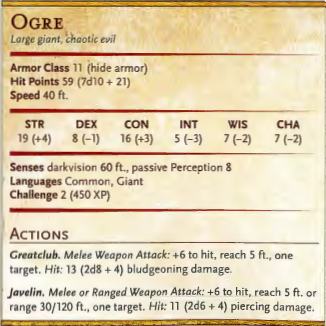 OGRE
Large giant, chaotic evil
Armor Class 11 (hide armor)
Hit Points 59 (7d10 + 21)
Speed 40 ft.
STR DEX CON INT WIS CHA
19 (+4) 8 (–1) 16 (+3) 5 (–3) 7 (–2) 7 (–2)
Senses darkvision 60 ft., passive Perception 8
Languages Common, Giant
Challenge 2 (450 XP)
ACTIONS
Greatclub. Melee Weapon Attack: +6 to hit, reach 5 ft., one
target. Hit: 13 (2d8 + 4) bludgeoning damage.
Javelin. Melee or Ranged Weapon Attack: +6 to hit, reach 5 ft. or
range 30/120 ft., one target. Hit: 11 (2d6 + 4) piercing damage.